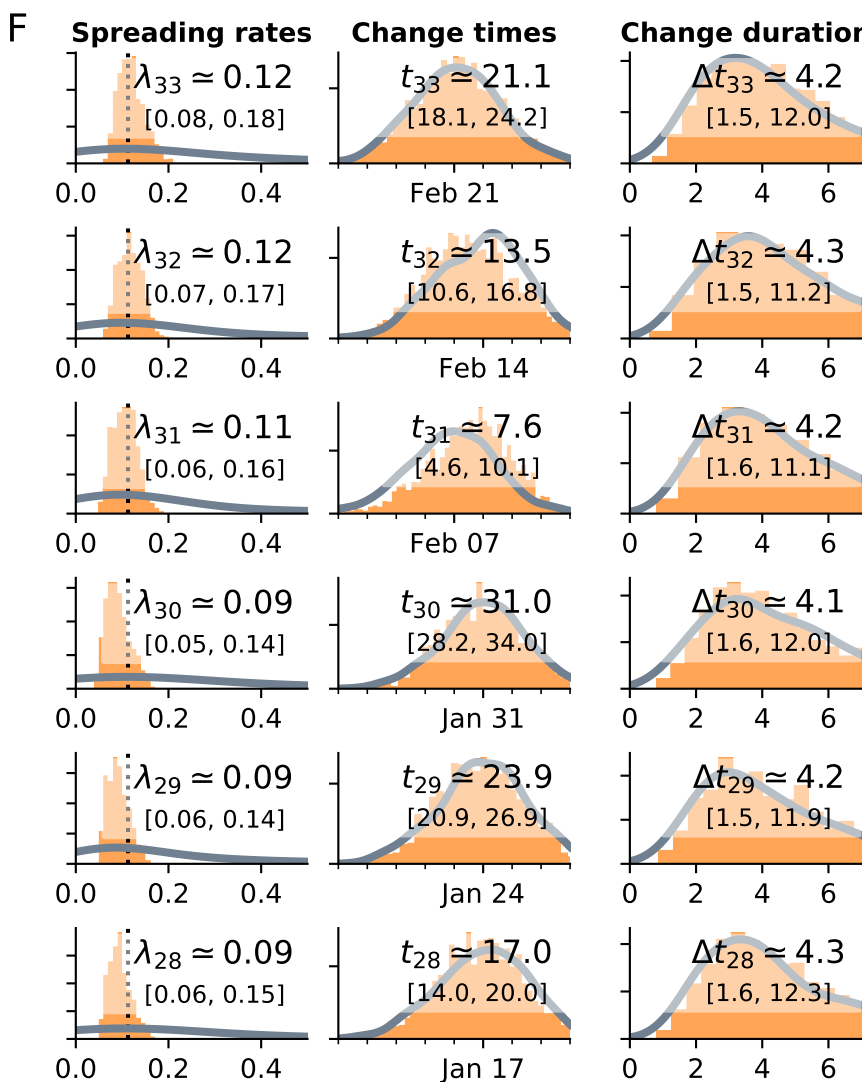 F
Spreading rates Change times Change duration
λ33 ≃ 0.12 t33 ≃ 21.1 Δt33 ≃ 4.2
[0.08, 0.18] [18.1, 24.2] [1.5, 12.0]
0.0 0.2 0.4 Feb 21 0 2 4 6
λ32 ≃ 0.12 t32 ≃ 13.5 Δt32 ≃ 4.3
[0.07, 0.17] [10.6, 16.8] [1.5, 11.2]
0.0 0.2 0.4 Feb 14 0 2 4 6
λ31 ≃ 0.11 t31 ≃ 7.6 Δt31 ≃ 4.2
[0.06, 0.16] [4.6, 10.1] [1.6, 11.1]
0.0 0.2 0.4 Feb 07 0 2 4 6
λ30 ≃ 0.09 t30 ≃ 31.0 Δt30 ≃ 4.1
[0.05, 0.14] [28.2, 34.0] [1.6, 12.0]
0.0 0.2 0.4 Jan 31 0 2 4 6
λ29 ≃ 0.09 t29 ≃ 23.9 Δt29 ≃ 4.2
[0.06, 0.14] [20.9, 26.9] [1.5, 11.9]
0.0 0.2 0.4 Jan 24 0 2 4 6
λ28 ≃ 0.09 t28 ≃ 17.0 Δt28 ≃ 4.3
[0.06, 0.15] [14.0, 20.0] [1.6, 12.3]
0.0 0.2 0.4 Jan 17 0 2 4 6